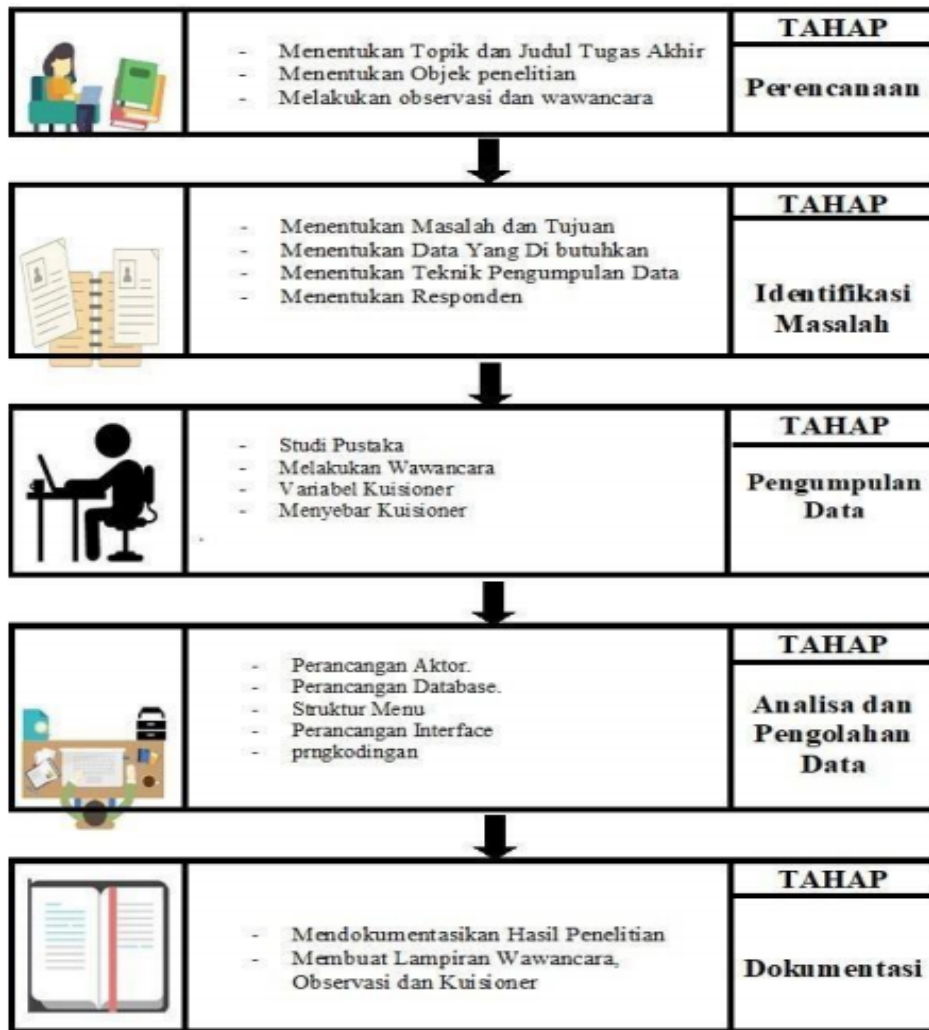 TAHAP
- Menentukan Topik dan Judul Tugas Akhir
- Menentukan Objek penelitian
- Melakukan observasi dan wawancara
Perencanaan
TAHAP
- Menentukan Masalah dan Tujuan
- Menentukan Data Yang Di butuhkan
- Menentukan Teknik Pengumpulan Data
- Menentukan Responden
Identifikasi
Masalah
TAHAP
- Studi Pustaka
- Melakukan Wawancara
- Variabel Kuisioner
- Menyebar Kuisioner
Pengumpulan
Data
TAHAP
- Perancangan Aktor.
- Perancangan Database.
- Struktur Menu
- Perancangan Interface
- prngkodingan
Analisa dan
Pengolahan
Data
TAHAP
- Mendokumentasikan Hasil Penelitian
- Membuat Lampiran Wawancara,
Observasi dan Kuisioner
Dokumentasi